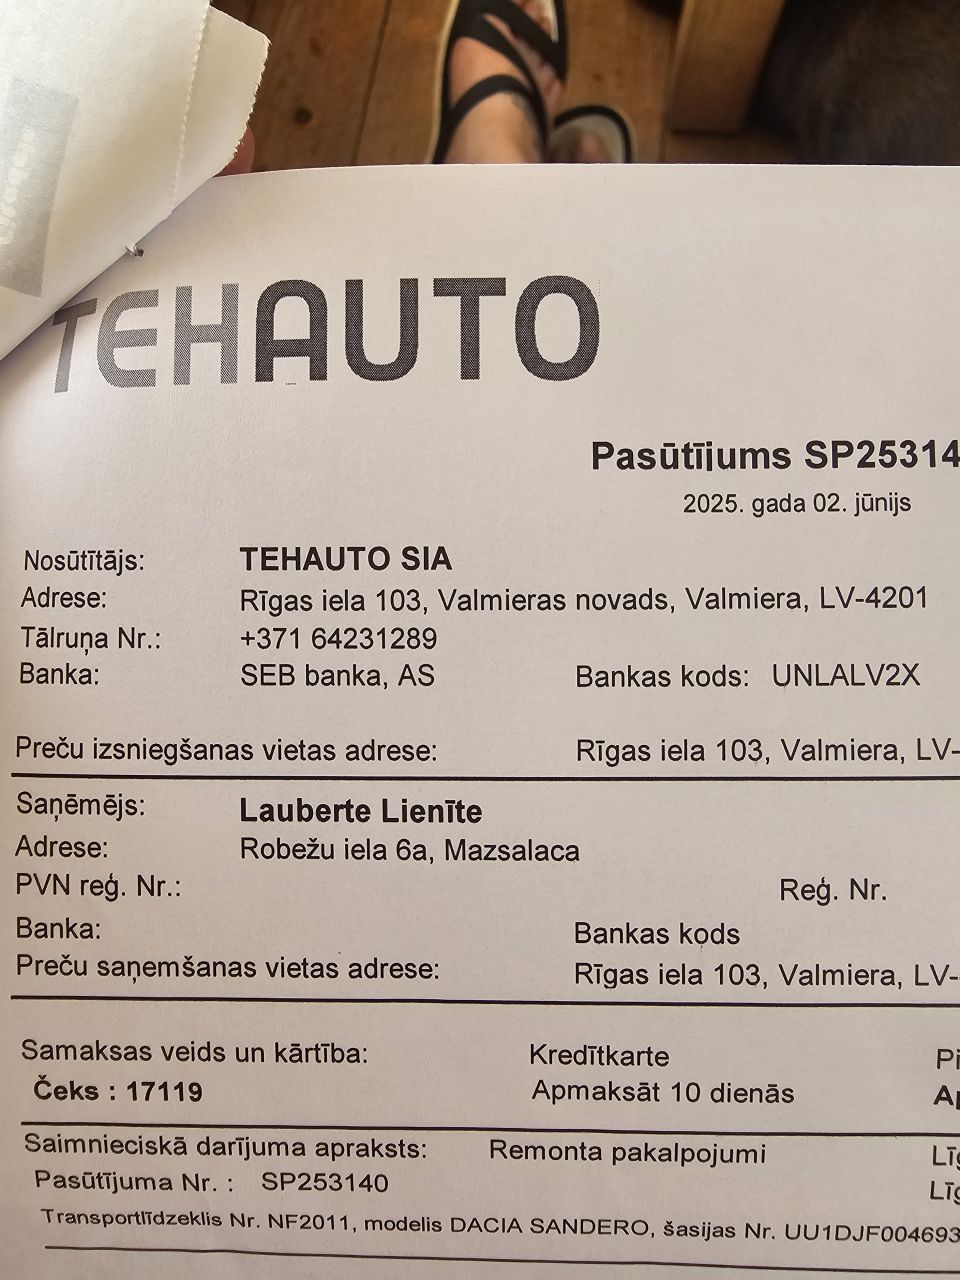 TEHAUTO
Pasūtījums SP25314
2025. gada 02. jūnijs
Nosūtītājs: TEHAUTO SIA
Adrese: Rīgas iela 103, Valmieras novads, Valmiera, LV-4201
Tālruņa Nr.: +371 64231289
Banka: SEB banka, AS Bankas kods: UNLALV2X
Preču izsniegšanas vietas adrese: Rīgas iela 103, Valmiera, LV-
Saņēmējs: Lauberte Lienīte
Adrese: Robežu iela 6a, Mazsalaca
PVN reģ. Nr.: Reģ. Nr.
Banka: Bankas kods
Preču saņemšanas vietas adrese: Rīgas iela 103, Valmiera, LV-
Samaksas veids un kārtība: Kredītkarte
Čeks : 17119 Apmaksāt 10 dienās
Saimnieciskā darījuma apraksts: Remonta pakalpojumi
Pasūtījuma Nr. : SP253140
Transportlīdzeklis Nr. NF2011, modelis DACIA SANDERO, šasijas Nr. UU1DJF004693